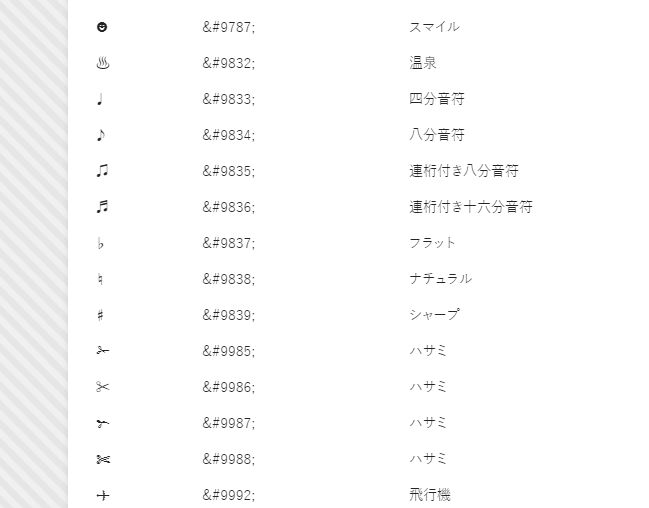 ☻ &#9787; スマイル
♨ &#9832; 温泉
♩ &#9833; 四分音符
♪ &#9834; 八分音符
♫ &#9835; 連桁付き八分音符
♬ &#9836; 連桁付き十六分音符
♭ &#9837; フラット
♮ &#9838; ナチュラル
♯ &#9839; シャープ
✁ &#9985; ハサミ
✂ &#9986; ハサミ
✃ &#9987; ハサミ
✄ &#9988; ハサミ
✈ &#9992; 飛行機